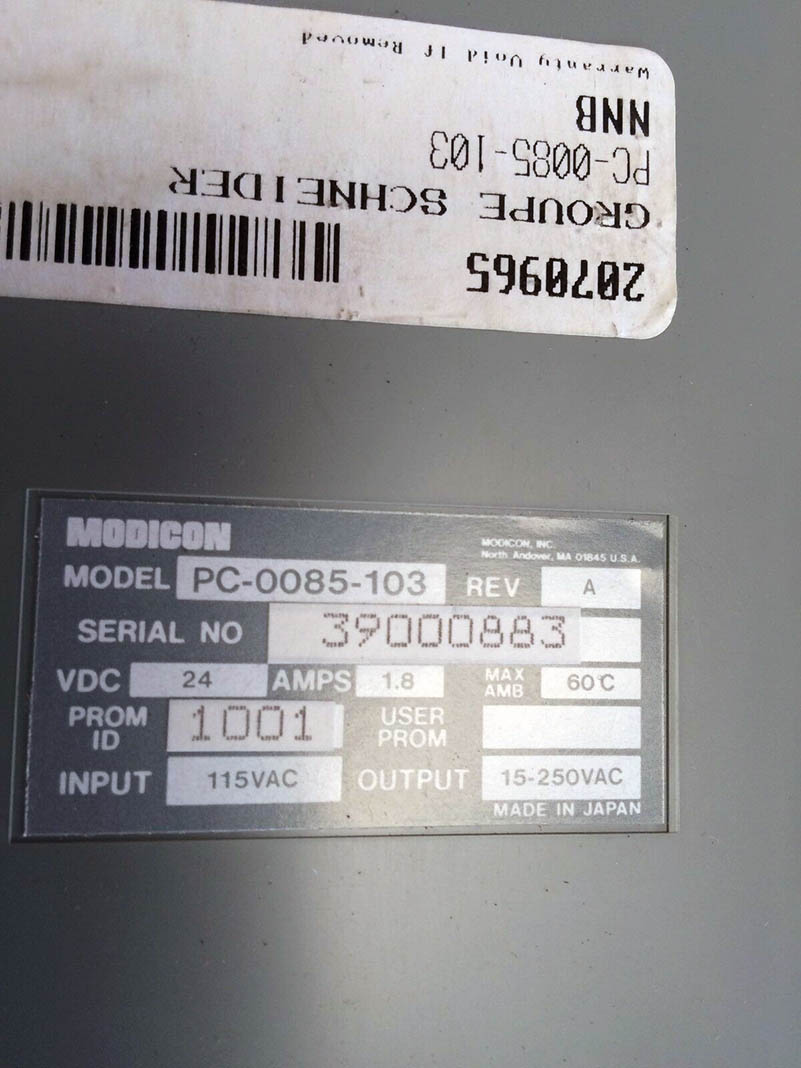 2070965
GROUPE SCHNEIDER
PC-0085-103
NNB
Warranty Void If Removed
MODICON
MODICON, INC.
North Andover, MA 01845 U.S.A.
MODEL PC-0085-103 REV A
SERIAL NO 39000883
VDC 24 AMPS 1.8 MAX AMB 60°C
PROM ID 1001 USER PROM
INPUT 115VAC OUTPUT 15-250VAC
MADE IN JAPAN